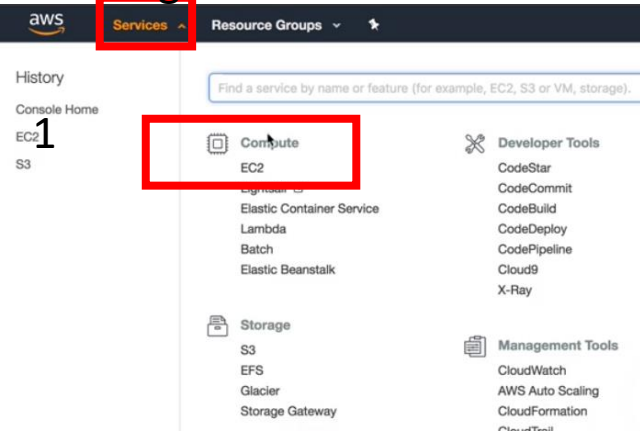 aws Services Resource Groups
History
Console Home
EC2
1
S3
Find a service by name or feature (for example, EC2, S3 or VM, storage).
Compute
EC2
Lightsail
Elastic Container Service
Lambda
Batch
Elastic Beanstalk
Storage
S3
EFS
Glacier
Storage Gateway
Developer Tools
CodeStar
CodeCommit
CodeBuild
CodeDeploy
CodePipeline
Cloud9
X-Ray
Management Tools
CloudWatch
AWS Auto Scaling
CloudFormation
CloudTrail